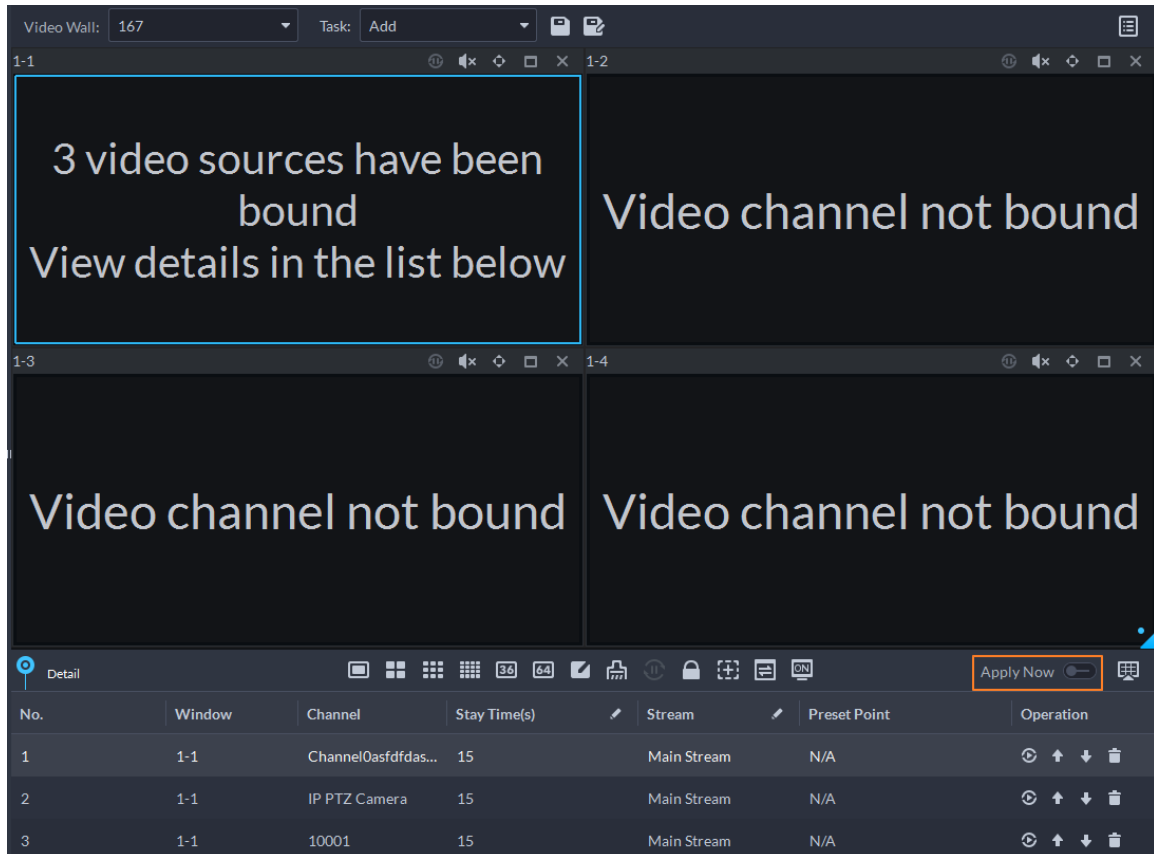 Video Wall: 167 Task: Add
1-1
1-2
3 video sources have been
bound
View details in the list below
Video channel not bound
1-3
1-4
Video channel not bound
Video channel not bound
Detail 36 64 ON Apply Now
No. Window Channel Stay Time(s) Stream Preset Point Operation
1 1-1 Channel0asfdfdas... 15 Main Stream N/A
2 1-1 IP PTZ Camera 15 Main Stream N/A
3 1-1 10001 15 Main Stream N/A